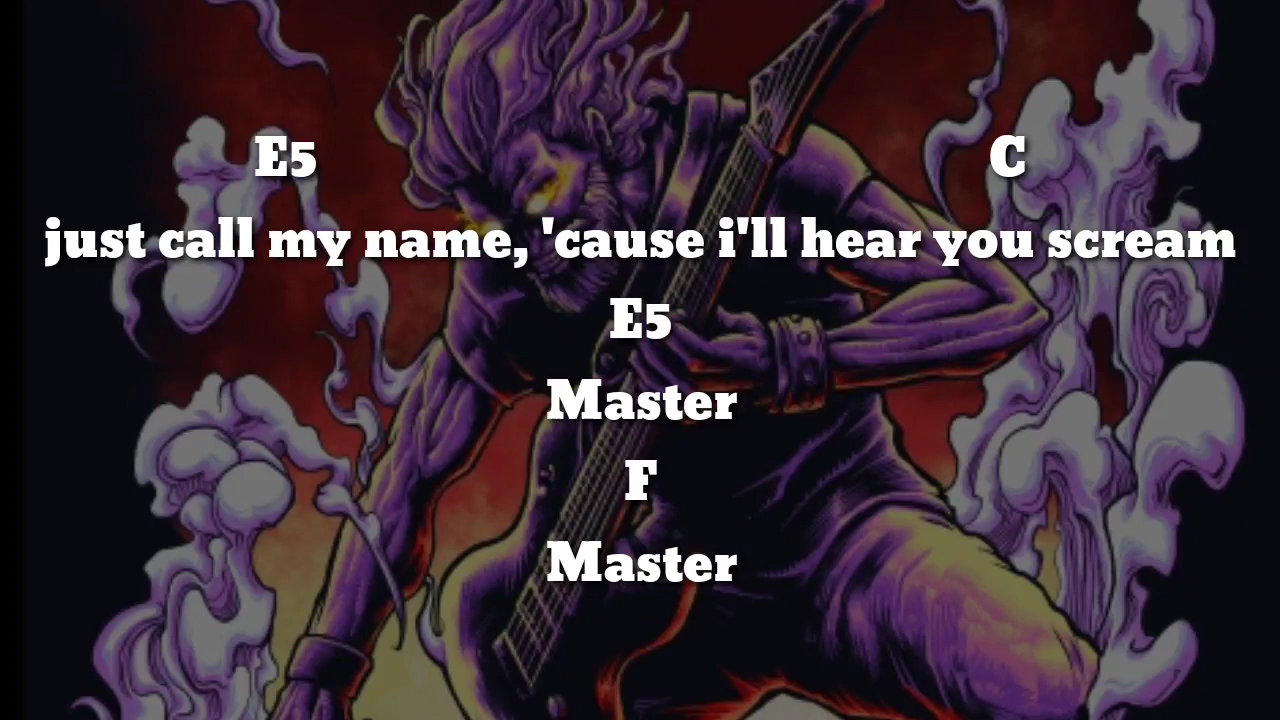 E5 C
just call my name, 'cause i'll hear you scream
E5
Master
F
Master